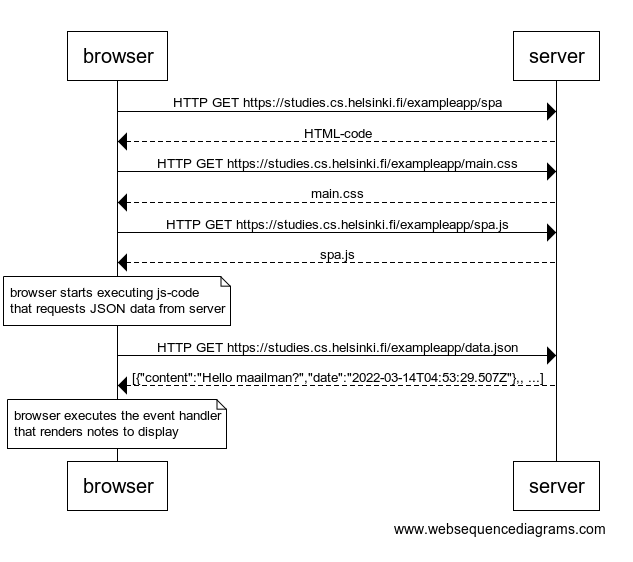 browser
server
HTTP GET https://studies.cs.helsinki.fi/exampleapp/spa
HTML-code
HTTP GET https://studies.cs.helsinki.fi/exampleapp/main.css
main.css
HTTP GET https://studies.cs.helsinki.fi/exampleapp/spa.js
spa.js
browser starts executing js-code
that requests JSON data from server
HTTP GET https://studies.cs.helsinki.fi/exampleapp/data.json
[{"content":"Hello maailman?","date":"2022-03-14T04:53:29.507Z"},, ...]
browser executes the event handler
that renders notes to display
browser
server
www.websequencediagrams.com